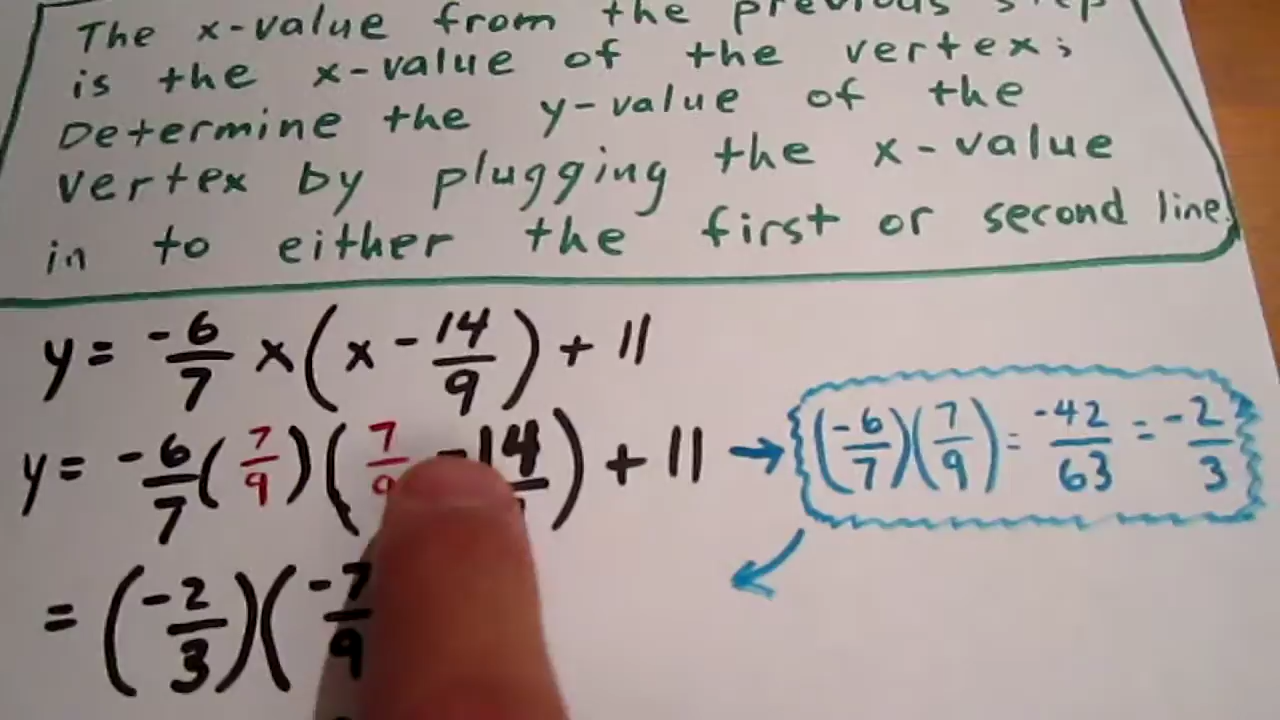 The x-value from the previous step
is the x-value of the vertex;
Determine the y-value of the
vertex by plugging the x-value
in to either the first or second line.
y = -6/7 x (x - 14/9) + 11
y = -6/7 (7/9)(7/9 - 14/) + 11 → (-6/7)(7/9) = -42/63 = -2/3
= (-2/3)(-7/9